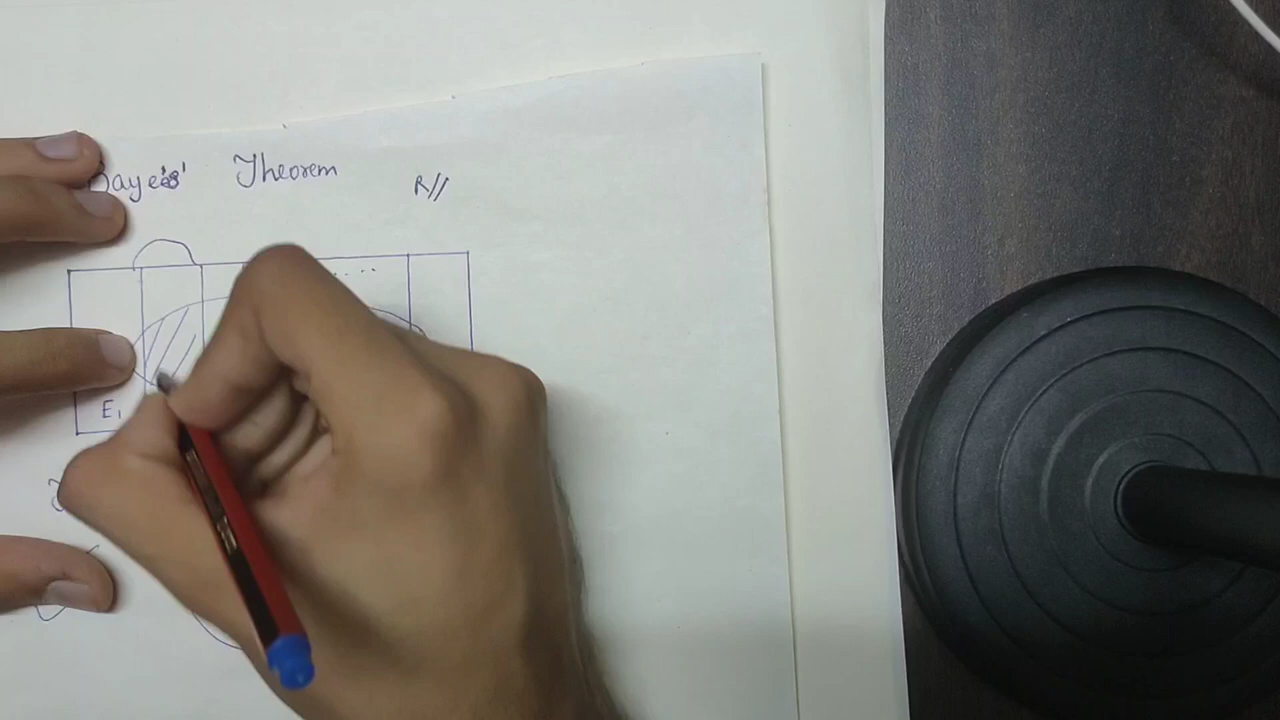 Bayes' Theorem R//
....
E₁